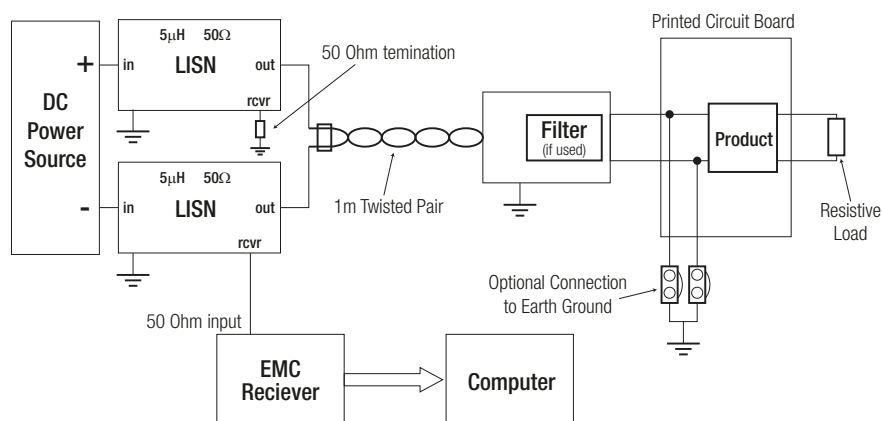 Printed Circuit Board
5μH 50Ω
LISN
in
out
rcvr
50 Ohm temination
+
DC
Power
Source
-
5μH 50Ω
LISN
in
out
rcvr
1m Twisted Pair
Filter
(if used)
Product
Resistive
Load
Optional Connection
to Earth Ground
50 Ohm input
EMC
Reciever
Computer